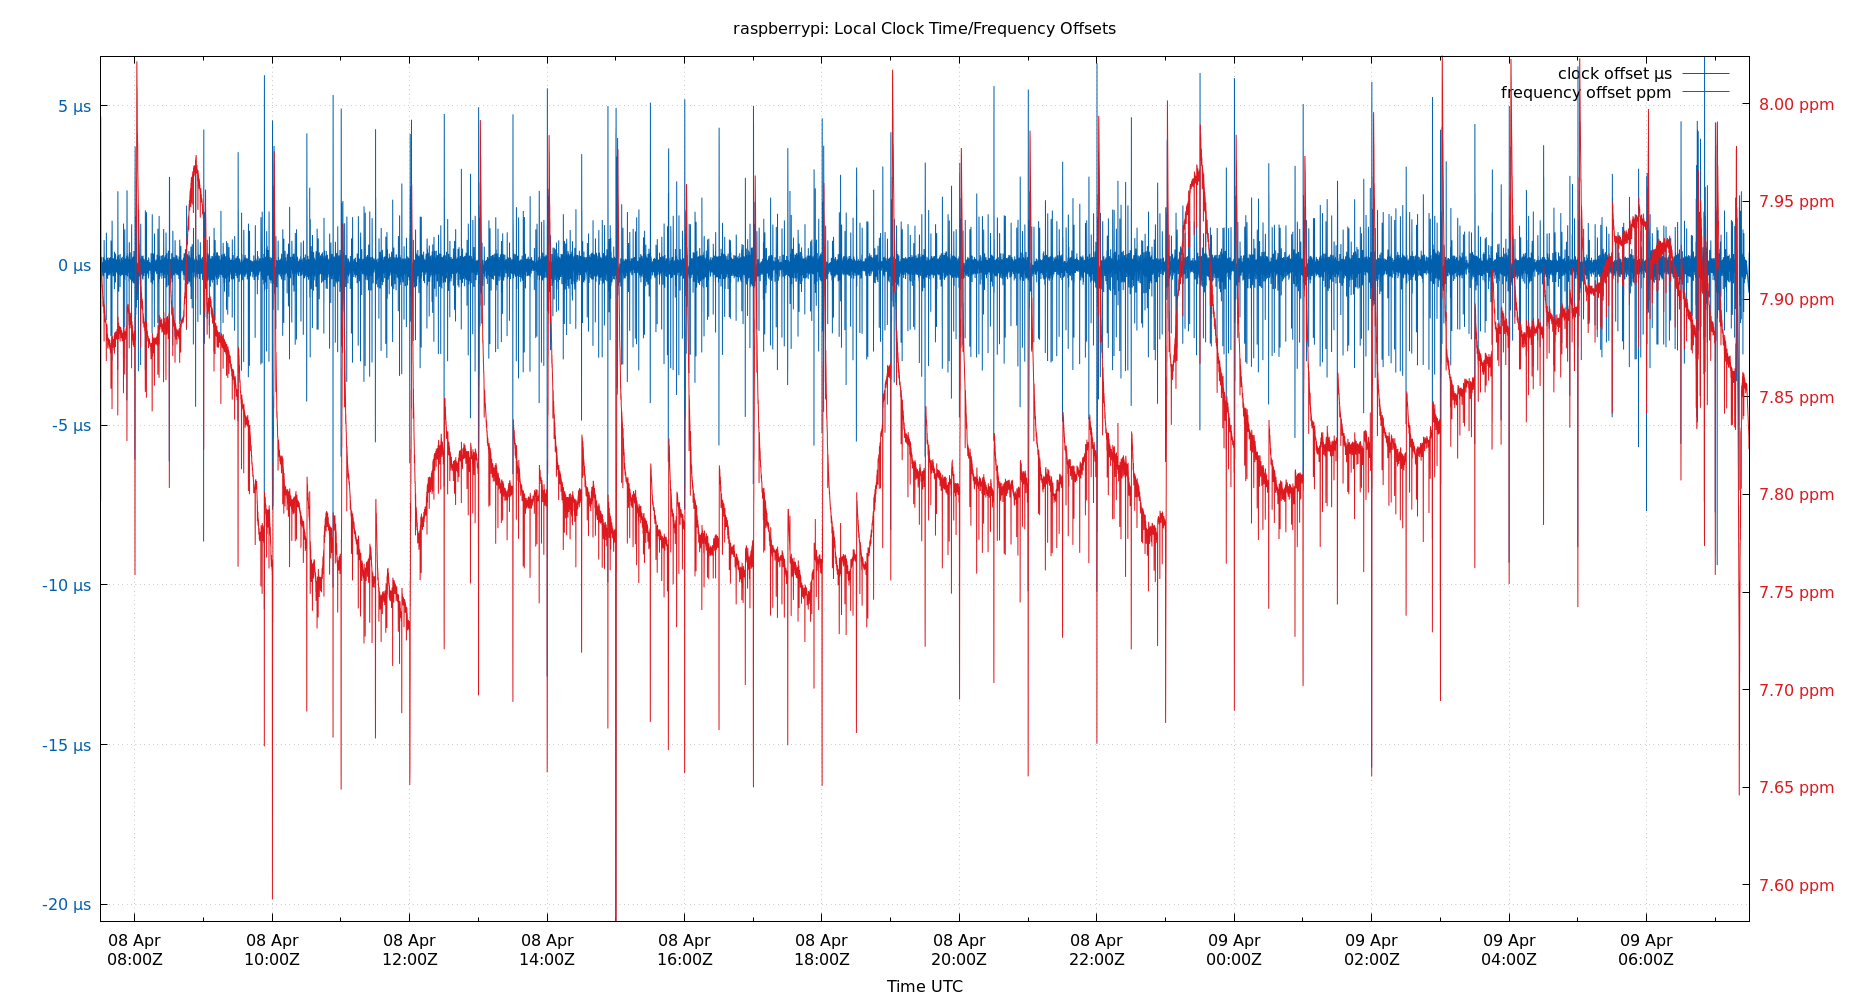 raspberrypi: Local Clock Time/Frequency Offsets
clock offset µs
frequency offset ppm
5 µs
0 µs
-5 µs
-10 µs
-15 µs
-20 µs
8.00 ppm
7.95 ppm
7.90 ppm
7.85 ppm
7.80 ppm
7.75 ppm
7.70 ppm
7.65 ppm
7.60 ppm
08 Apr 08 Apr 08 Apr 08 Apr 08 Apr 08 Apr 08 Apr 08 Apr 09 Apr 09 Apr 09 Apr 09 Apr
08:00Z 10:00Z 12:00Z 14:00Z 16:00Z 18:00Z 20:00Z 22:00Z 00:00Z 02:00Z 04:00Z 06:00Z
Time UTC